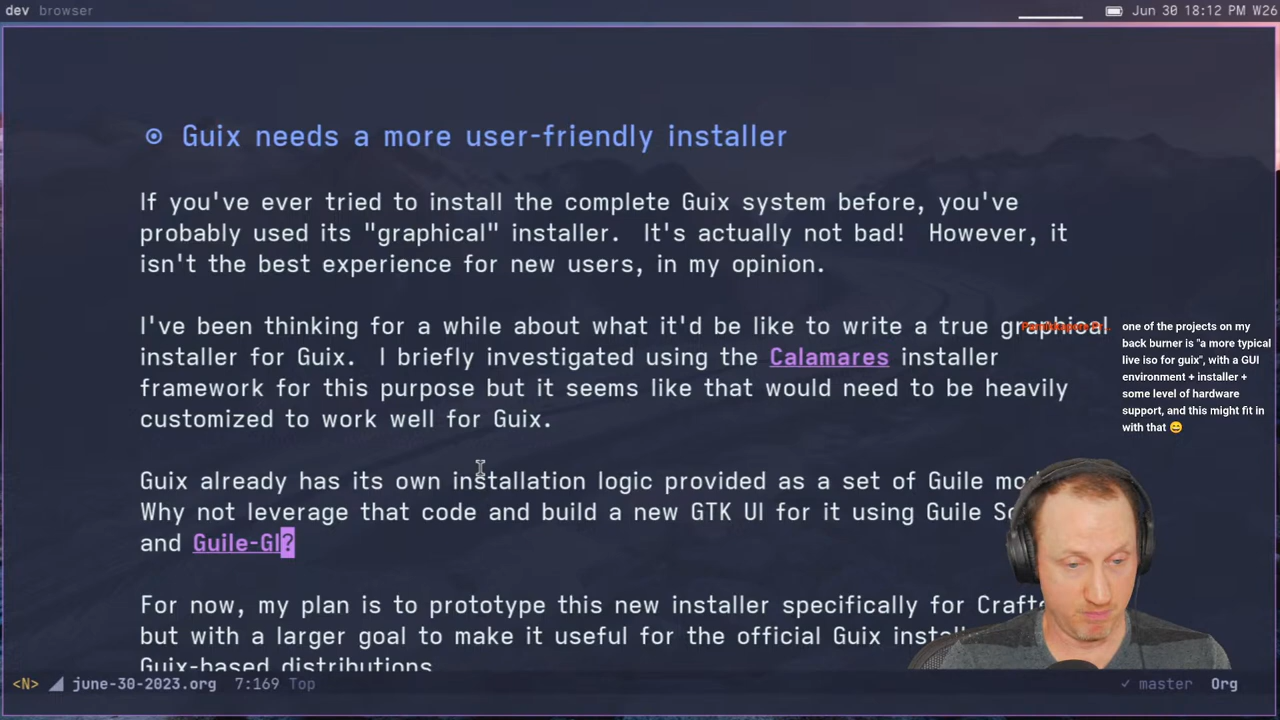 dev browser
Jun 30 18:12 PM W26
Guix needs a more user-friendly installer
If you've ever tried to install the complete Guix system before, you've
probably used its "graphical" installer.  It's actually not bad!  However, it
isn't the best experience for new users, in my opinion.
I've been thinking for a while about what it'd be like to write a true graphical
installer for Guix.  I briefly investigated using the Calamares installer
framework for this purpose but it seems like that would need to be heavily
customized to work well for Guix.
one of the projects on my
back burner is "a more typical
live iso for guix", with a GUI
environment + installer +
some level of hardware
support, and this might fit in
with that 😄
Guix already has its own installation logic provided as a set of Guile
Why not leverage that code and build a new GTK UI for it using Guile
and Guile-GI?
For now, my plan is to prototype this new installer specifically for
but with a larger goal to make it useful for the official Guix
Guix-based distributions
<N> june-30-2023.org 7:169 Top
✓ master Org